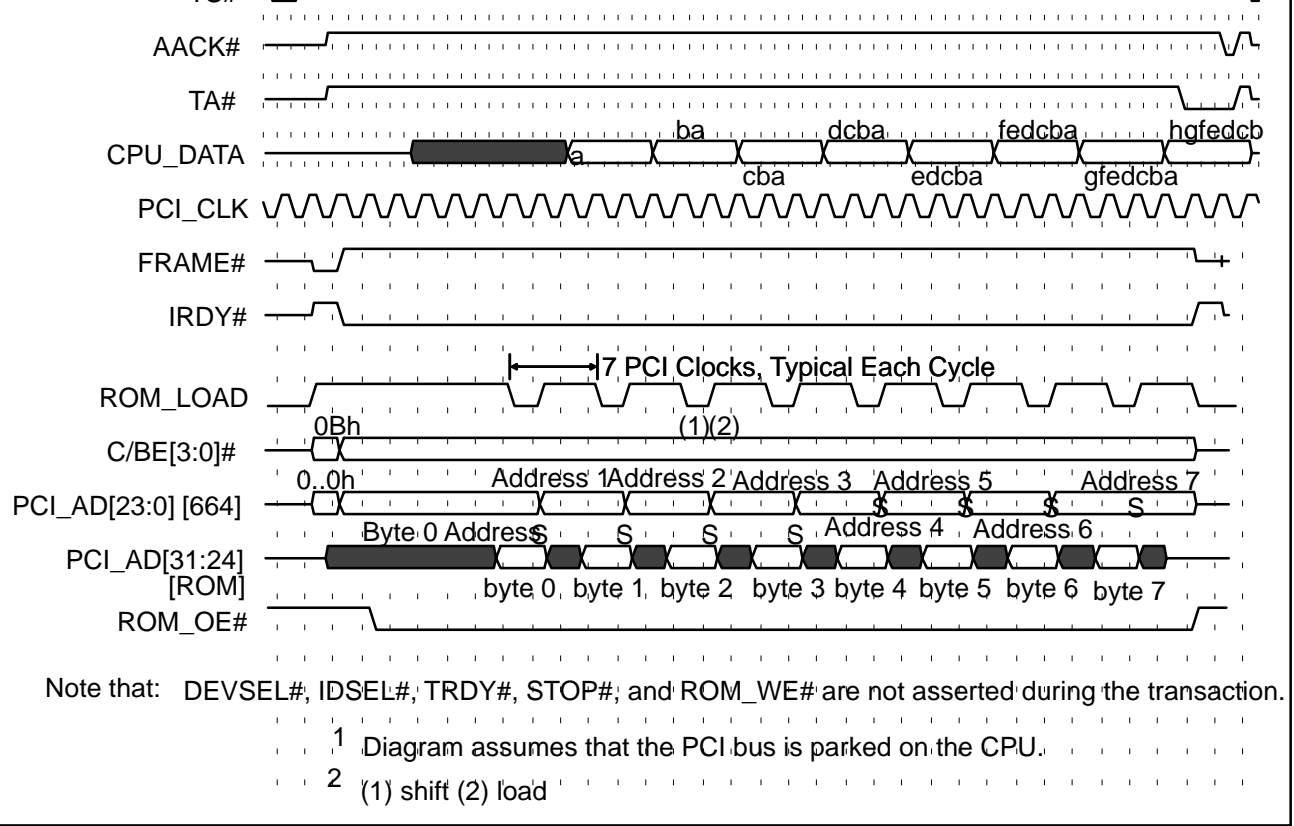 AACK#
TA#
ba dcba fedcba hgfedcb
CPU_DATA
a
cba edcba gfedcba
PCI_CLK
FRAME#
IRDY#
7 PCI Clocks, Typical Each Cycle
ROM_LOAD
0Bh (1)(2)
C/BE[3:0]#
0..0h Address 1 Address 2 Address 3 Address 5 Address 7
PCI_AD[23:0] [664]
S S S S
Byte 0 Address S S S S Address 4 Address 6
PCI_AD[31:24]
[ROM]
byte 0 byte 1 byte 2 byte 3 byte 4 byte 5 byte 6 byte 7
ROM_OE#
Note that: DEVSEL#, IDSEL#, TRDY#, STOP#, and ROM_WE# are not asserted during the transaction.
1 Diagram assumes that the PCI bus is parked on the CPU.
2 (1) shift (2) load